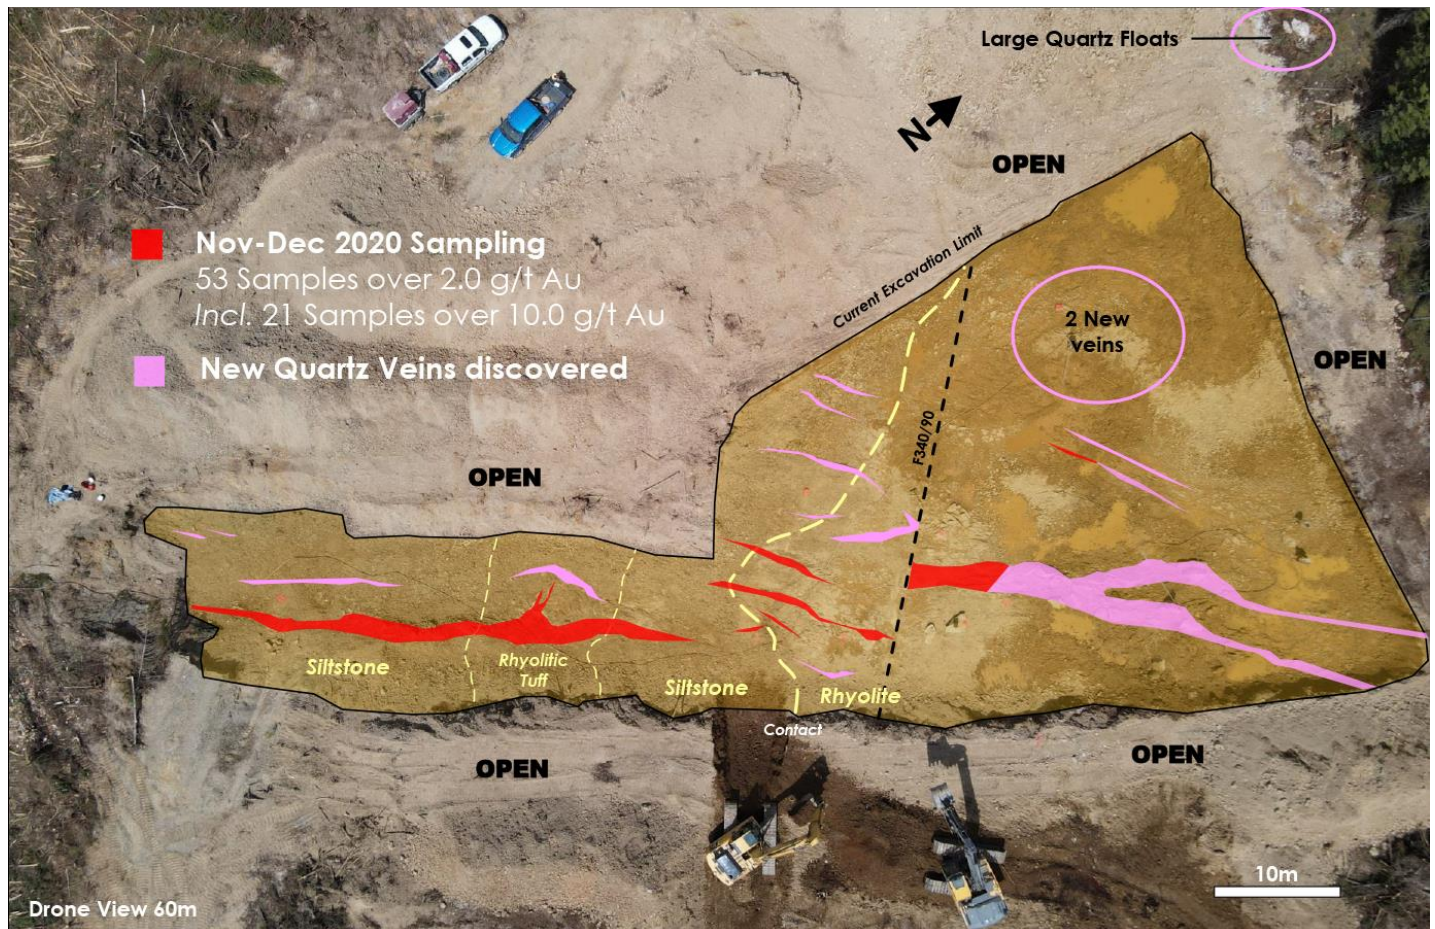 Large Quartz Floats
N
OPEN
Nov-Dec 2020 Sampling
53 Samples over 2.0 g/t Au
Incl. 21 Samples over 10.0 g/t Au
Current Excavation Limit
2 New
veins
OPEN
New Quartz Veins discovered
F340/90
OPEN
Siltstone
Rhyolitic
Tuff
Siltstone
Rhyolite
Contact
OPEN
OPEN
10m
Drone View 60m